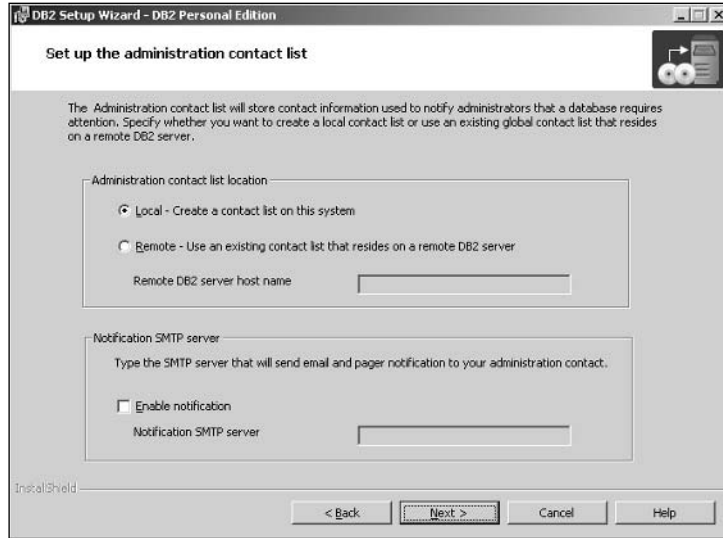 DB2 Setup Wizard - DB2 Personal Edition
Set up the administration contact list
The Administration contact list will store contact information used to notify administrators that a database requires
attention. Specify whether you want to create a local contact list or use an existing global contact list that resides
on a remote DB2 server.
Administration contact list location
Local - Create a contact list on this system
Remote - Use an existing contact list that resides on a remote DB2 server
Remote DB2 server host name
Notification SMTP server
Type the SMTP server that will send email and pager notification to your administration contact.
Enable notification
Notification SMTP server
InstallShield
< Back
Next >
Cancel
Help